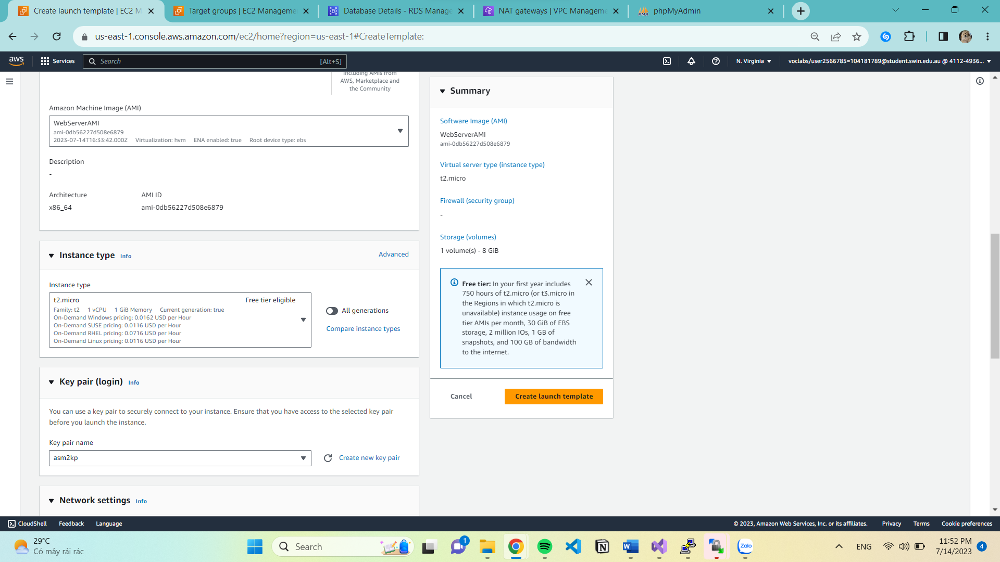 Create launch template | EC2 M
Target groups | EC2 Manageme
Database Details - RDS Manage
NAT gateways | VPC Manageme
phpMyAdmin
us-east-1.console.aws.amazon.com/ec2/home?region=us-east-1#CreateTemplate:
aws
Services
Search
[Alt+S]
N. Virginia
voclabs/user2566785=104181789@student.swin.edu.au @ 4112-4936...
including AMIs from
AWS, Marketplace and
the Community
Amazon Machine Image (AMI)
WebServerAMI
ami-0db56227d508e6879
2023-07-14T16:33:42.000Z Virtualization: hvm ENA enabled: true Root device type: ebs
Description
-
Architecture
AMI ID
x86_64
ami-0db56227d508e6879
Instance type Info
Advanced
Instance type
t2.micro
Free tier eligible
Family: t2 1 vCPU 1 GiB Memory Current generation: true
On-Demand Windows pricing: 0.0162 USD per Hour
On-Demand SUSE pricing: 0.0116 USD per Hour
On-Demand RHEL pricing: 0.0716 USD per Hour
On-Demand Linux pricing: 0.0116 USD per Hour
All generations
Compare instance types
Key pair (login) Info
You can use a key pair to securely connect to your instance. Ensure that you have access to the selected key pair
before you launch the instance.
Key pair name
asm2kp
Create new key pair
Network settings Info
Summary
Software Image (AMI)
WebServerAMI
ami-0db56227d508e6879
Virtual server type (instance type)
t2.micro
Firewall (security group)
-
Storage (volumes)
1 volume(s) - 8 GiB
Free tier: In your first year includes
750 hours of t2.micro (or t3.micro in
the Regions in which t2.micro is
unavailable) instance usage on free
tier AMIs per month, 30 GiB of EBS
storage, 2 million IOs, 1 GB of
snapshots, and 100 GB of bandwidth
to the internet.
Cancel
Create launch template
CloudShell
Feedback
Language
© 2023, Amazon Web Services, Inc. or its affiliates.
Privacy
Terms
Cookie preferences
29°C
Có mây rải rác
Search
1
Zalo
ENG
11:52 PM
7/14/2023
4